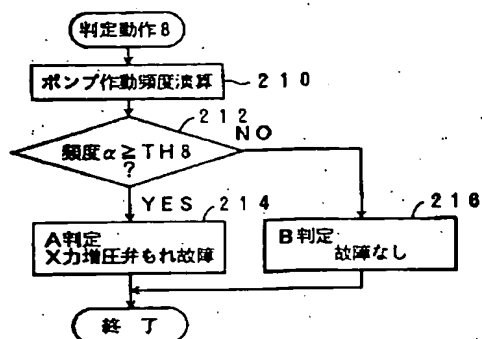 判定動作8
ポンプ作動頻度演算
210
212
頻度α≧TH8
?
NO
YES
214
216
A判定
X力増圧弁もれ故障
B判定
故障なし
終了